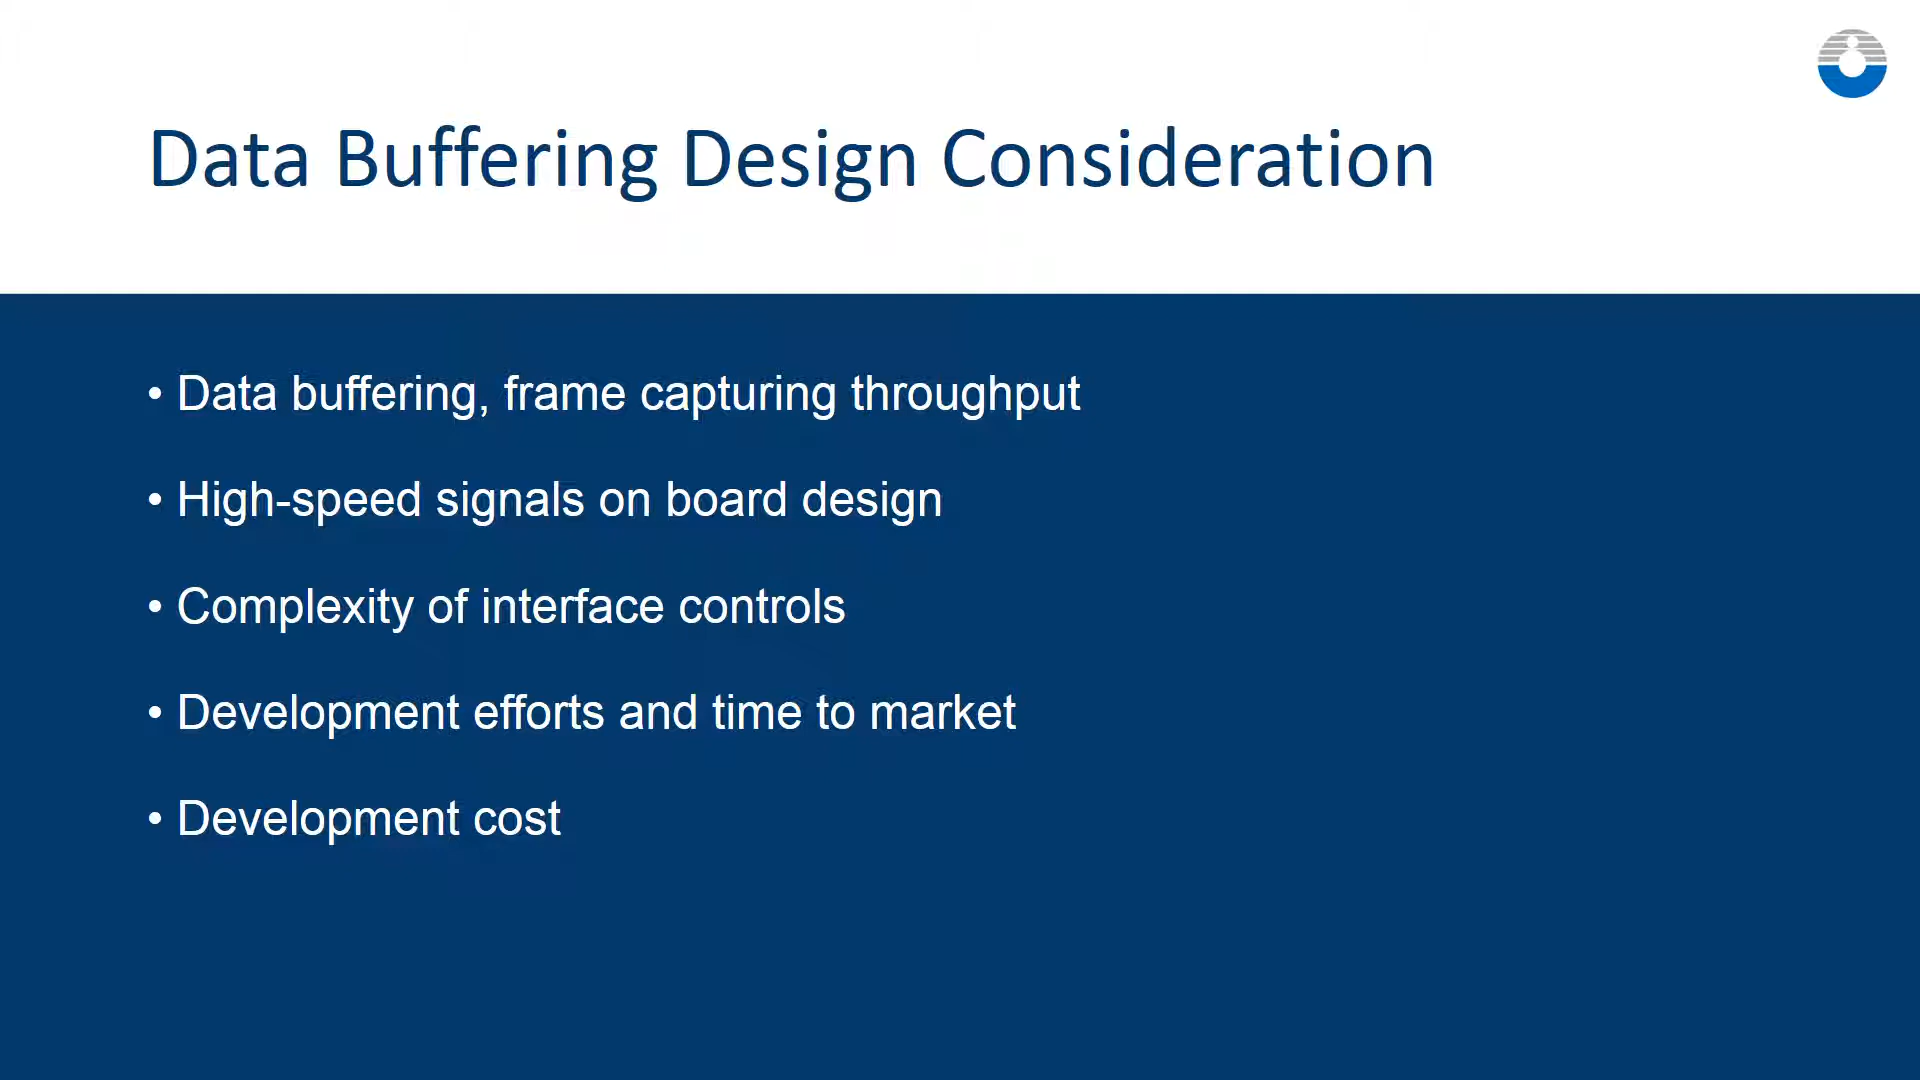 Data Buffering Design Consideration
• Data buffering, frame capturing throughput
• High-speed signals on board design
• Complexity of interface controls
• Development efforts and time to market
• Development cost